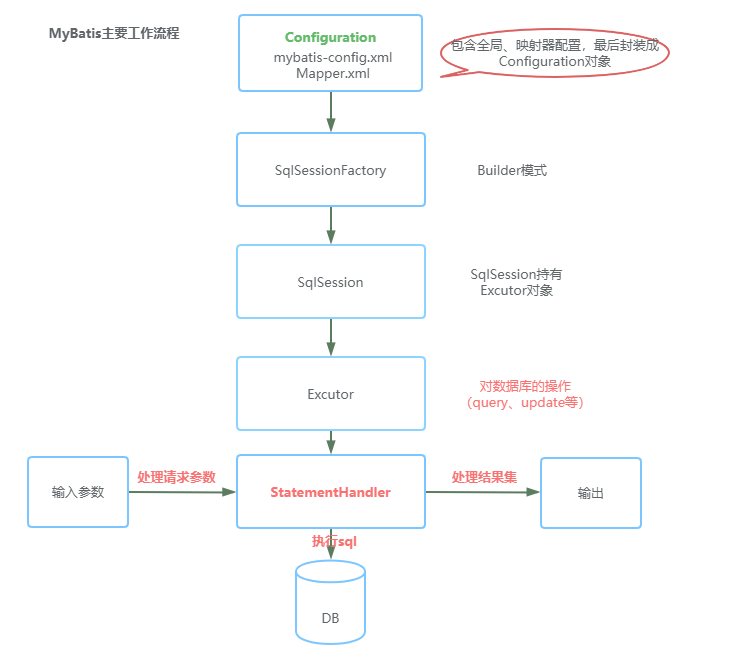 MyBatis主要工作流程
Configuration
mybatis-config.xml
Mapper.xml
包含全局、映射器配置，最后封装成
Configuration对象
SqlSessionFactory
Builder模式
SqlSession
SqlSession持有
Excutor对象
Excutor
对数据库的操作
（query、update等）
输入参数
处理请求参数
StatementHandler
处理结果集
输出
执行sql
DB